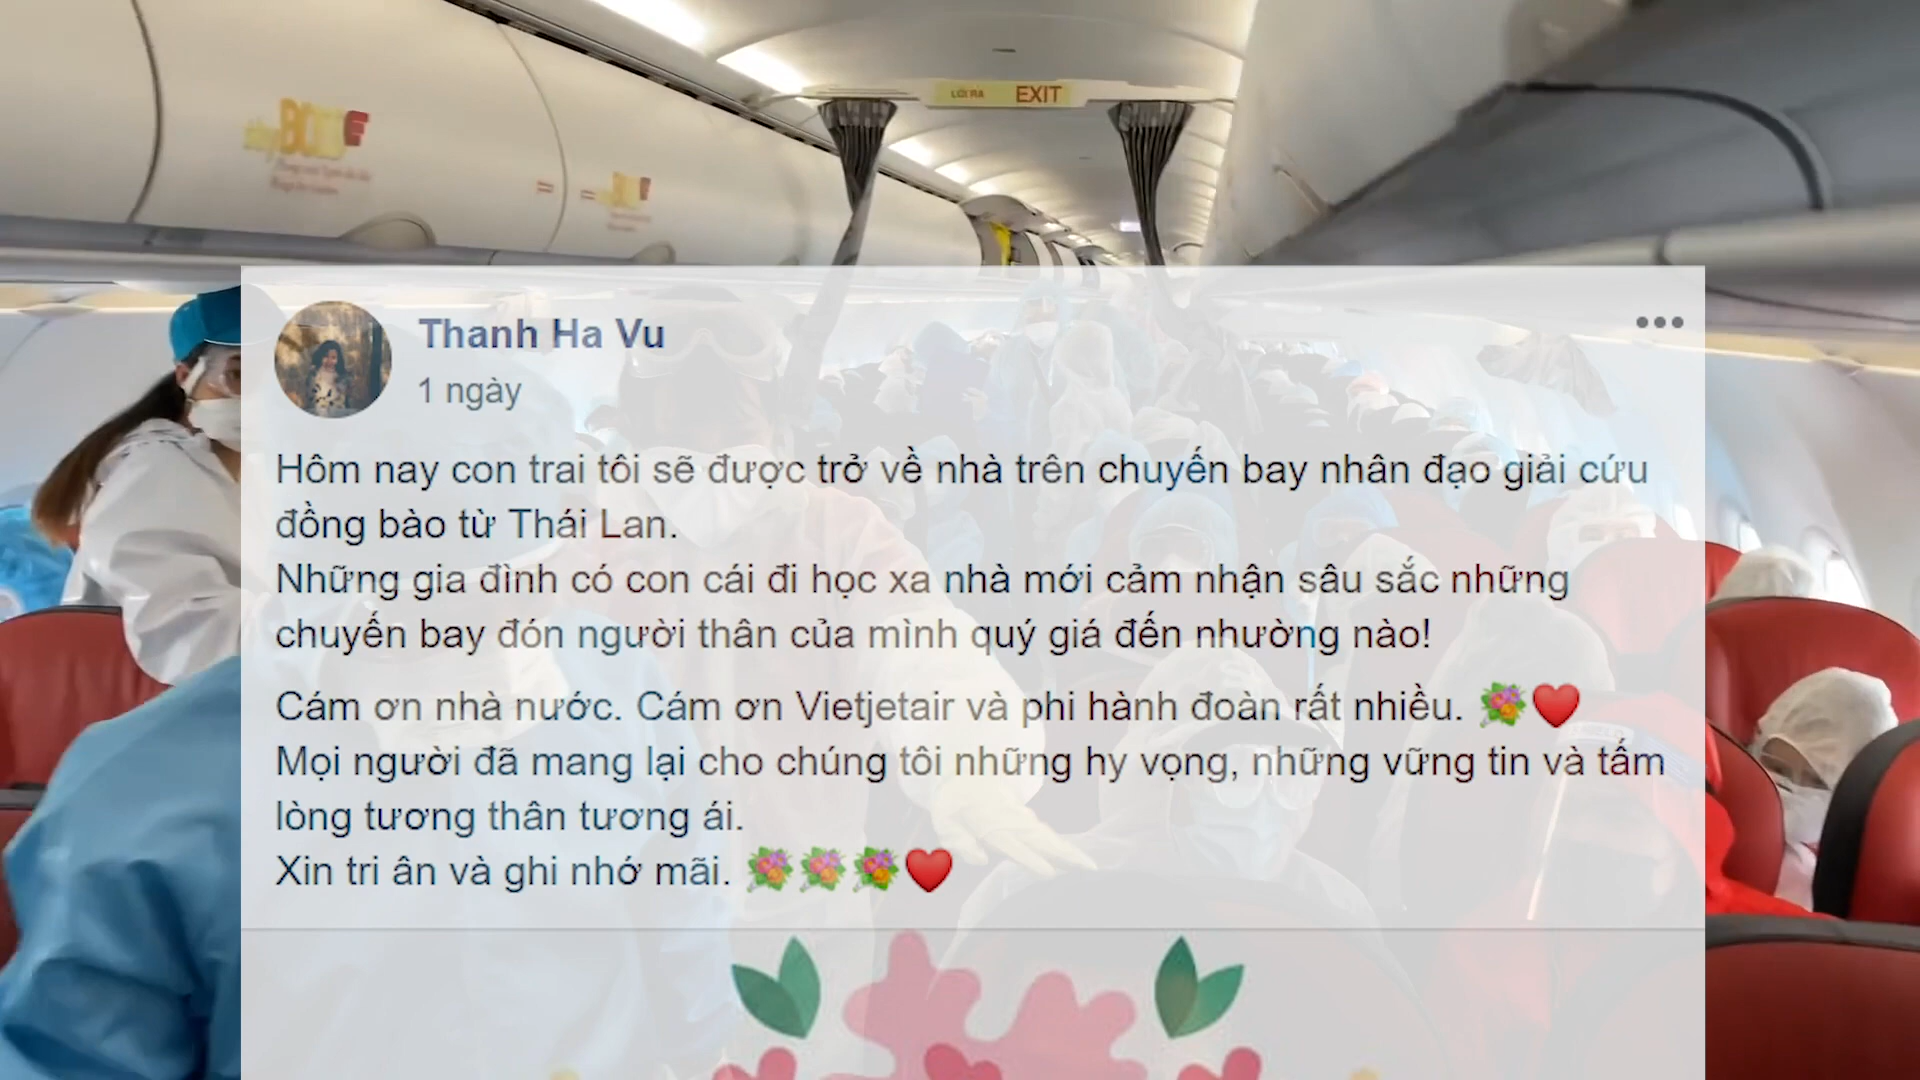 LỐI RA EXIT
Thanh Ha Vu
1 ngày
Hôm nay con trai tôi sẽ được trở về nhà trên chuyến bay nhân đạo giải cứu
đồng bào từ Thái Lan.
Những gia đình có con cái đi học xa nhà mới cảm nhận sâu sắc những
chuyến bay đón người thân của mình quý giá đến nhường nào!
Cám ơn nhà nước. Cám ơn Vietjetair và phi hành đoàn rất nhiều. 💐❤️
Mọi người đã mang lại cho chúng tôi những hy vọng, những vững tin và tấm
lòng tương thân tương ái.
Xin tri ân và ghi nhớ mãi. 💐💐💐❤️